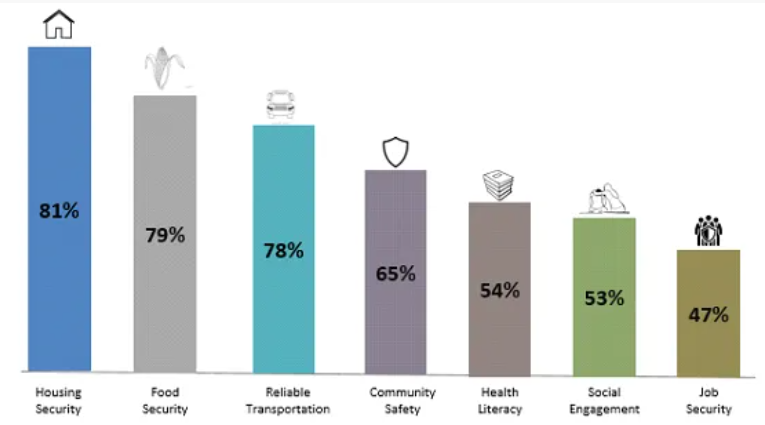 81%
79%
78%
65%
54%
53%
47%
Housing
Security
Food
Security
Reliable
Transportation
Community
Safety
Health
Literacy
Social
Engagement
Job
Security